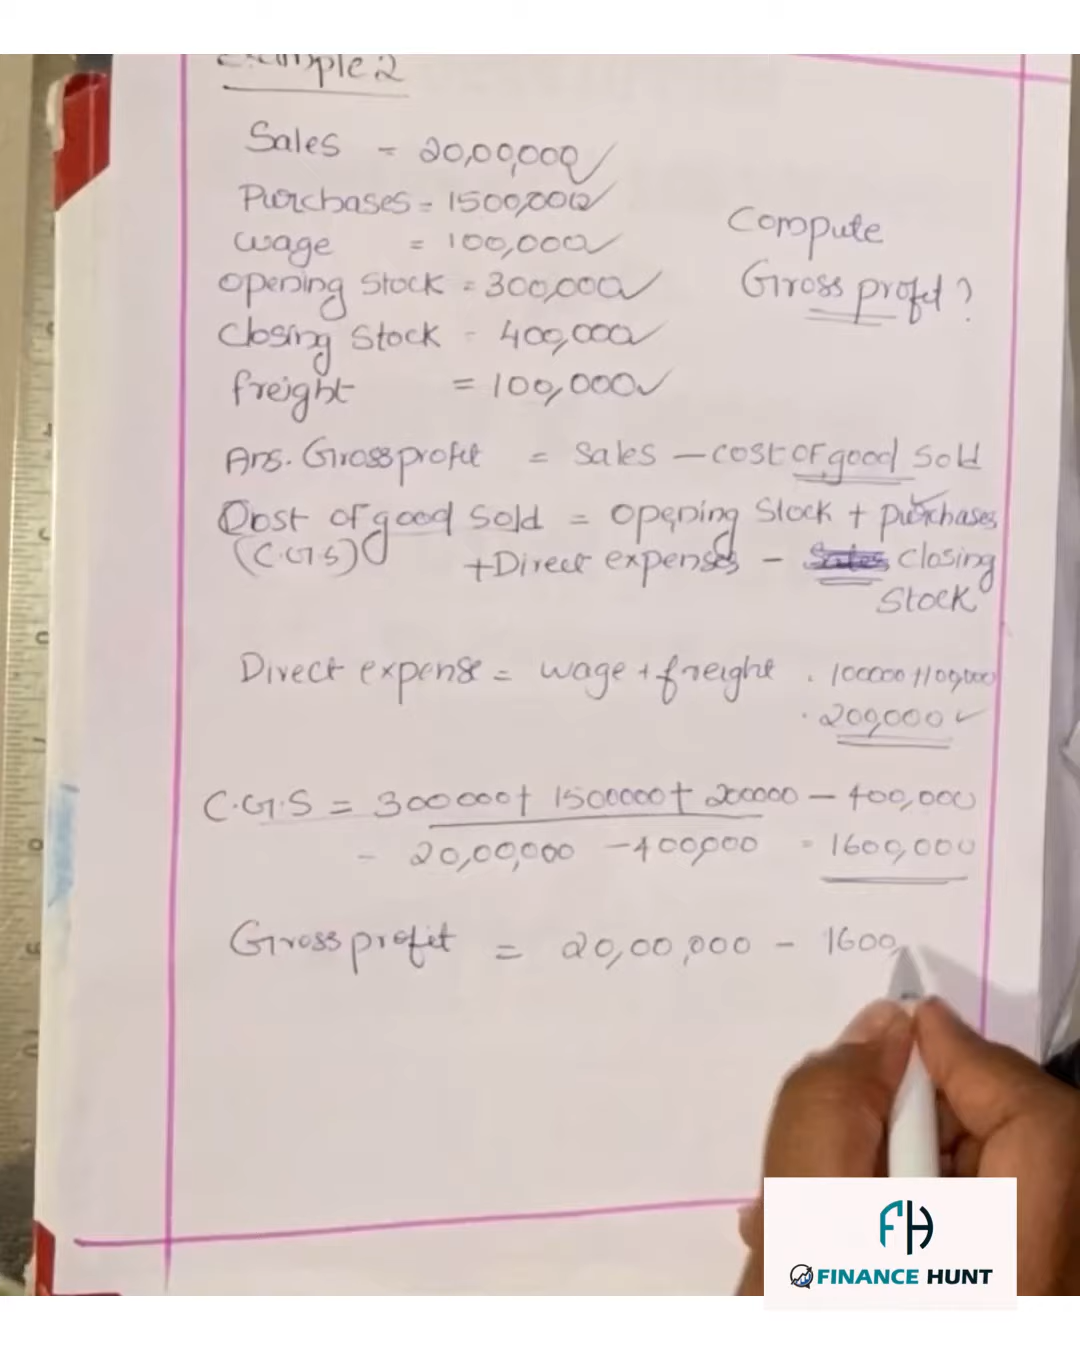 Example 2
Sales = 20,00,000
Purchases = 1500,000
wage = 100,000
opening Stock = 300,000
closing Stock = 400,000
freight = 100,000
Compute
Gross profit?
Ans. Gross profit = Sales - cost of good Sold
Cost of good Sold = opening Stock + purchases
(C.G.S) + Direct expenses - Sales closing
Stock
Direct expense = wage + freight = 100000 + 100,000
= 200,000
C.G.S = 300000 + 1500000 + 200000 - 400,000
= 20,00,000 - 400,000 = 1600,000
Gross profit = 20,00,000 - 1600,
FH
FINANCE HUNT